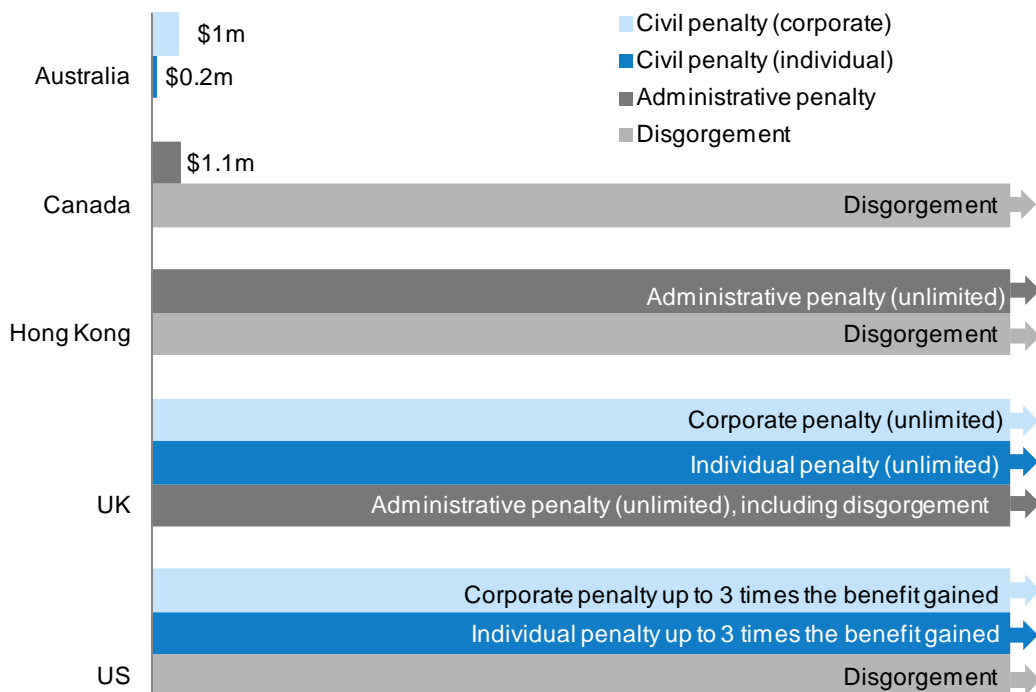 $1m
Civil penalty (corporate)
Australia
$0.2m
Civil penalty (individual)
Administrative penalty
Disgorgement
$1.1m
Canada
Disgorgement
Administrative penalty (unlimited)
Hong Kong
Disgorgement
Corporate penalty (unlimited)
Individual penalty (unlimited)
UK
Administrative penalty (unlimited), including disgorgement
Corporate penalty up to 3 times the benefit gained
Individual penalty up to 3 times the benefit gained
US
Disgorgement